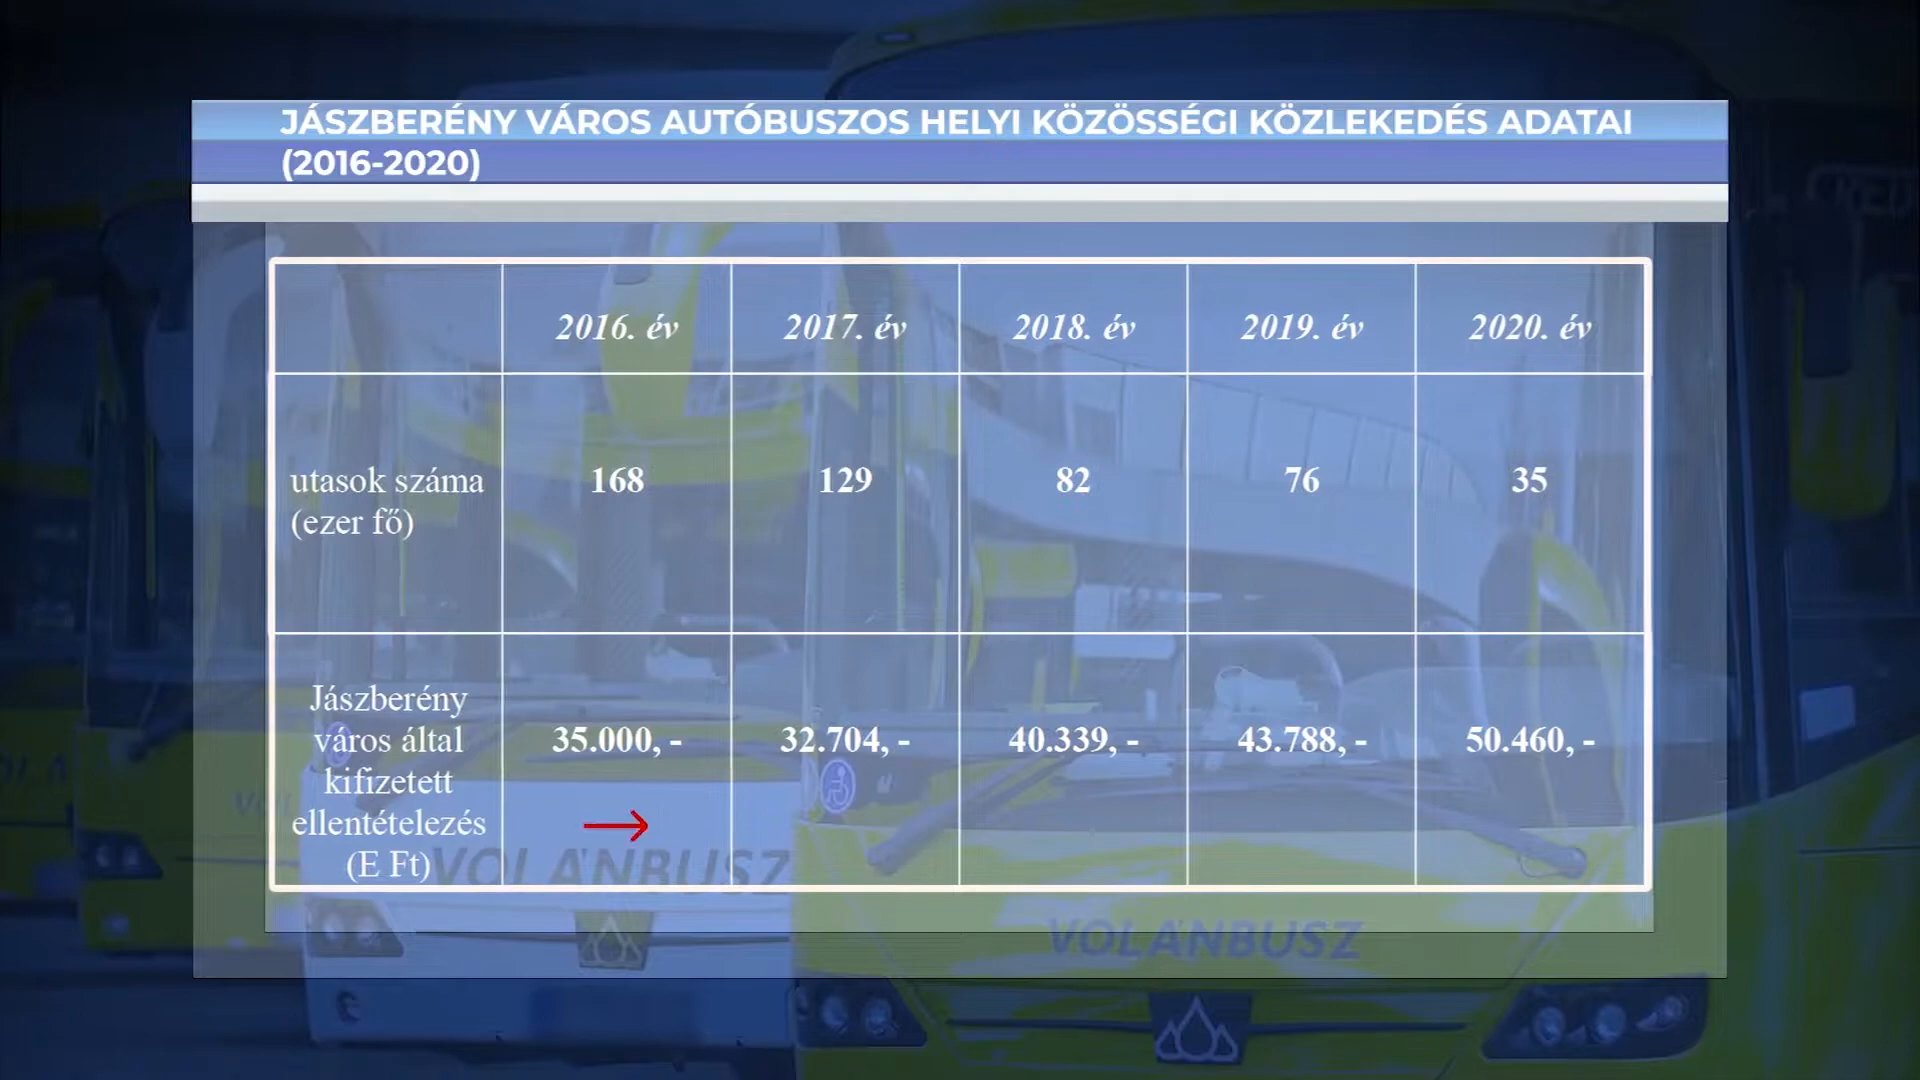 JÁSZBERÉNY VÁROS AUTÓBUSZOS HELYI KÖZÖSSÉGI KÖZLEKEDÉS ADATAI
(2016-2020)
2016. év 2017. év 2018. év 2019. év 2020. év
utasok száma
(ezer fő)
168 129 82 76 35
Jászberény
város által
kifizetett
ellentételezés
(E Ft)
35.000, - 32.704, - 40.339, - 43.788, - 50.460, -
VOLÁNBUSZ
VOLÁNBUSZ